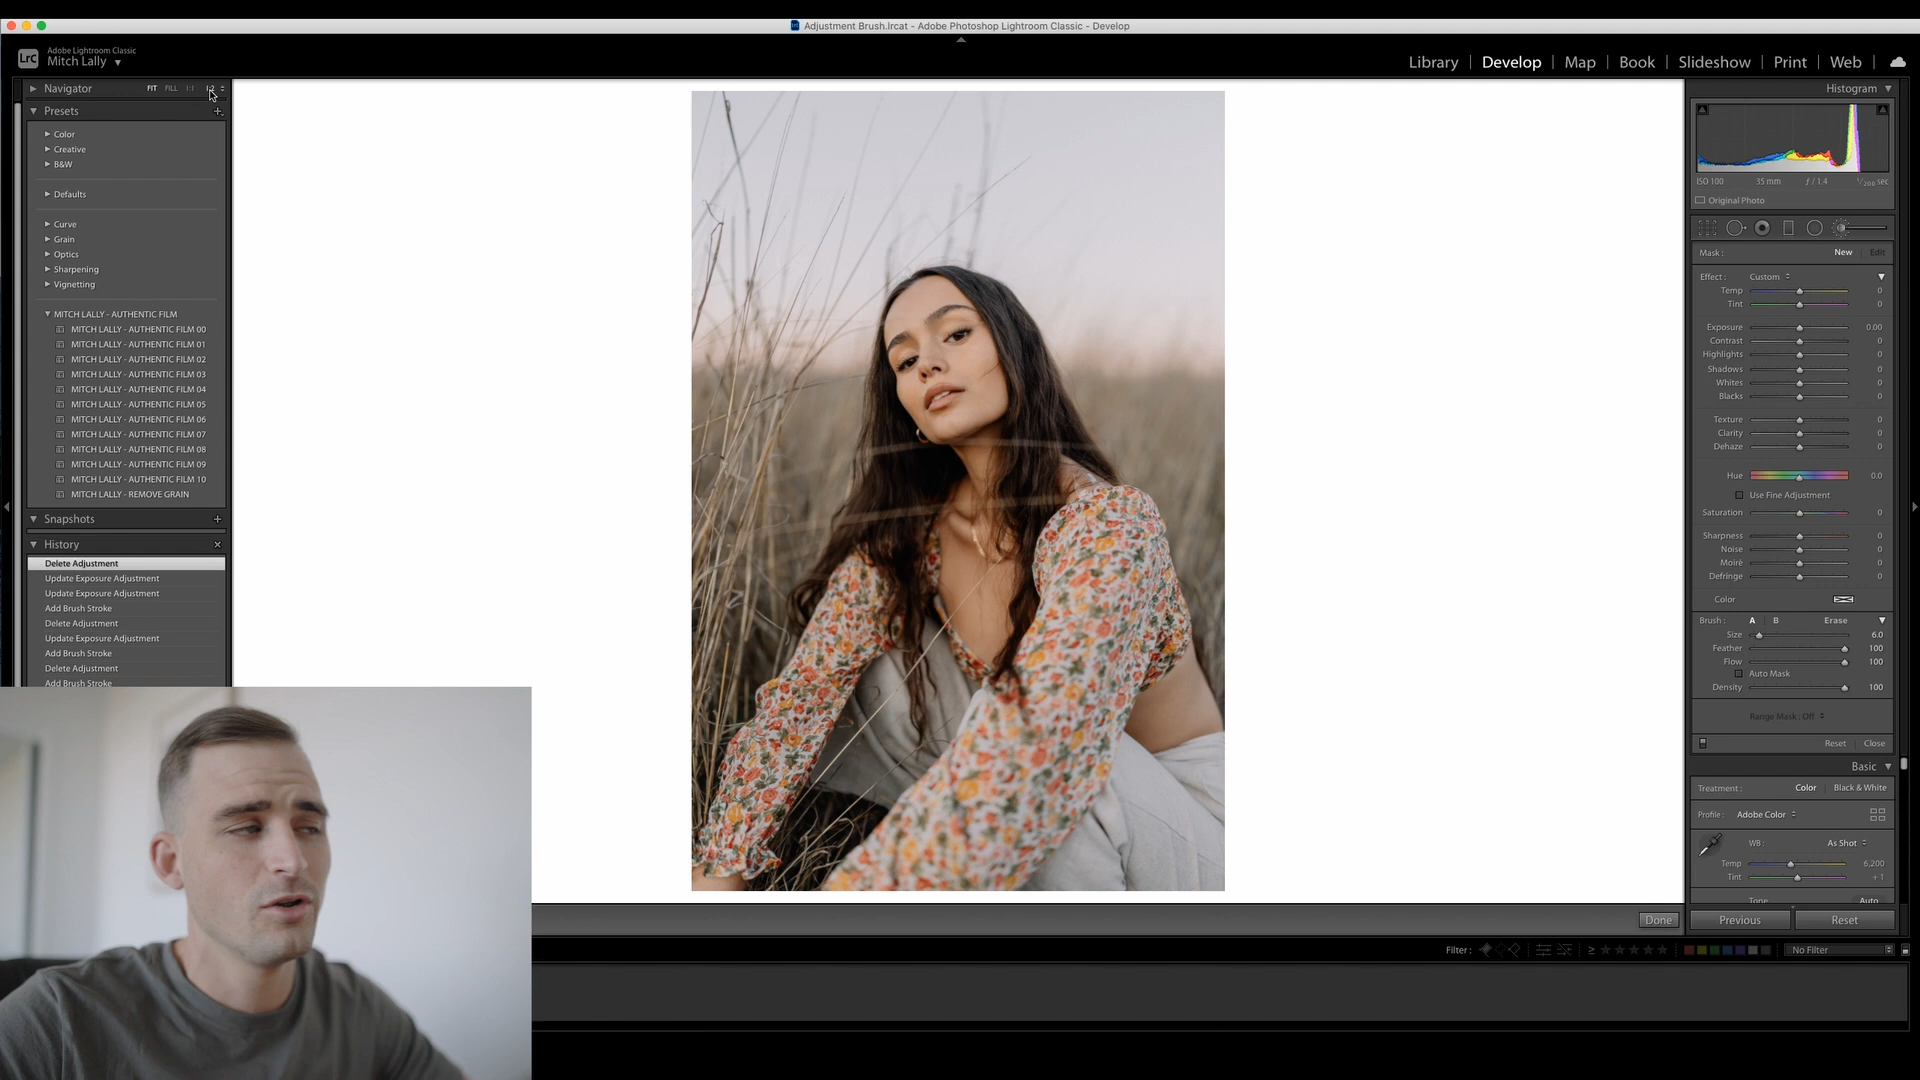 Adjustment Brush.lrcat - Adobe Photoshop Lightroom Classic - Develop
LrC
Adobe Lightroom Classic
Mitch Lally
Library | Develop | Map | Book | Slideshow | Print | Web
Navigator FIT FILL 1:1
Presets
Color
Creative
B&W
Defaults
Curve
Grain
Optics
Sharpening
Vignetting
MITCH LALLY - AUTHENTIC FILM
MITCH LALLY - AUTHENTIC FILM 00
MITCH LALLY - AUTHENTIC FILM 01
MITCH LALLY - AUTHENTIC FILM 02
MITCH LALLY - AUTHENTIC FILM 03
MITCH LALLY - AUTHENTIC FILM 04
MITCH LALLY - AUTHENTIC FILM 05
MITCH LALLY - AUTHENTIC FILM 06
MITCH LALLY - AUTHENTIC FILM 07
MITCH LALLY - AUTHENTIC FILM 08
MITCH LALLY - AUTHENTIC FILM 09
MITCH LALLY - AUTHENTIC FILM 10
MITCH LALLY - REMOVE GRAIN
Snapshots
History
Delete Adjustment
Update Exposure Adjustment
Update Exposure Adjustment
Add Brush Stroke
Delete Adjustment
Update Exposure Adjustment
Add Brush Stroke
Delete Adjustment
Add Brush Stroke
Histogram
ISO 100 35 mm ƒ / 1.4 1/200 sec
Original Photo
Mask : New Edit
Effect : Custom
Temp 0
Tint 0
Exposure 0.00
Contrast 0
Highlights 0
Shadows 0
Whites 0
Blacks 0
Texture 0
Clarity 0
Dehaze 0
Hue 0.0
Use Fine Adjustment
Saturation 0
Sharpness 0
Noise 0
Moiré 0
Defringe 0
Color
Brush : A B Erase
Size 6.0
Feather 100
Flow 100
Auto Mask
Density 100
Range Mask : Off
Reset Close
Basic
Treatment : Color | Black & White
Profile : Adobe Color
WB : As Shot
Temp 6,200
Tint + 1
Tone Auto
Done
Previous Reset
Filter : ≥ No Filter